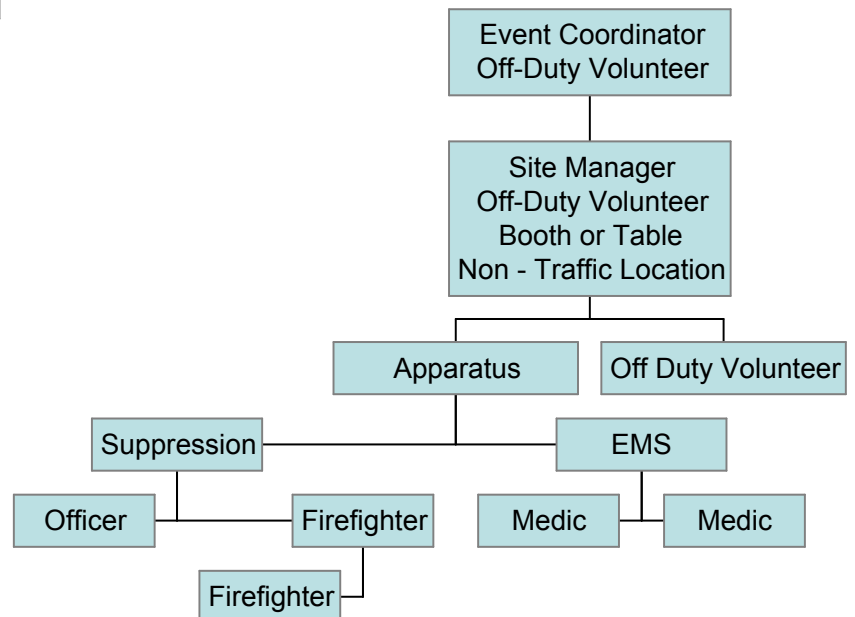 Event Coordinator
Off-Duty Volunteer
Site Manager
Off-Duty Volunteer
Booth or Table
Non - Traffic Location
Apparatus
Off Duty Volunteer
Suppression
EMS
Officer
Firefighter
Medic
Medic
Firefighter